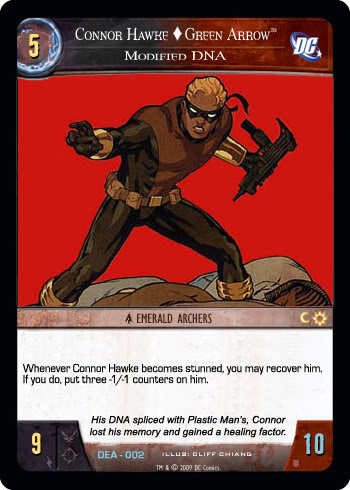 5
CONNOR HAWKE ♦ GREEN ARROW™
MODIFIED DNA
DC
EMERALD ARCHERS
C
Whenever Connor Hawke becomes stunned, you may recover him.
If you do, put three -1/-1 counters on him.
His DNA spliced with Plastic Man's, Connor
lost his memory and gained a healing factor.
9
DEA - 002
ILLUS: CLIFF CHIANG
10
TM & © 2009 DC Comics.